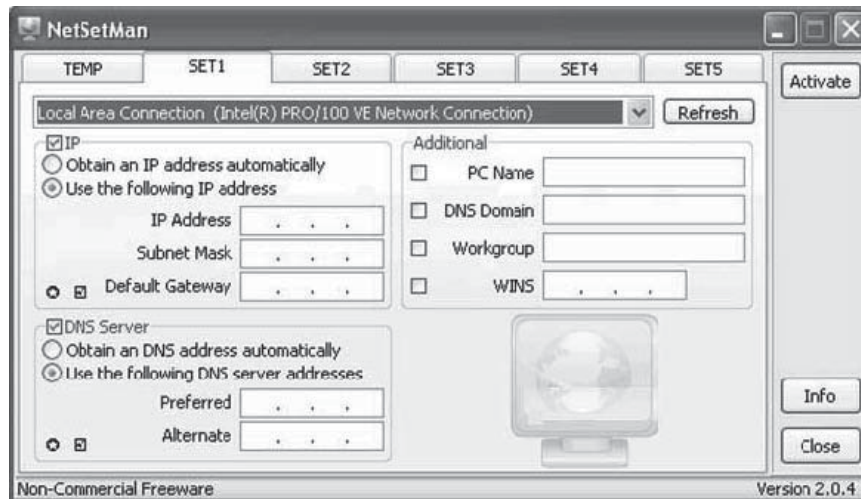 NetSetMan
TEMP
SET1
SET2
SET3
SET4
SET5
Activate
Local Area Connection (Intel(R) PRO/100 VE Network Connection)
Refresh
IP
Obtain an IP address automatically
Use the following IP address
IP Address
Subnet Mask
Default Gateway
Additional
PC Name
DNS Domain
Workgroup
WINS
DNS Server
Obtain an DNS address automatically
Use the following DNS server addresses
Preferred
Alternate
Info
Close
Non-Commercial Freeware
Version 2.0.4